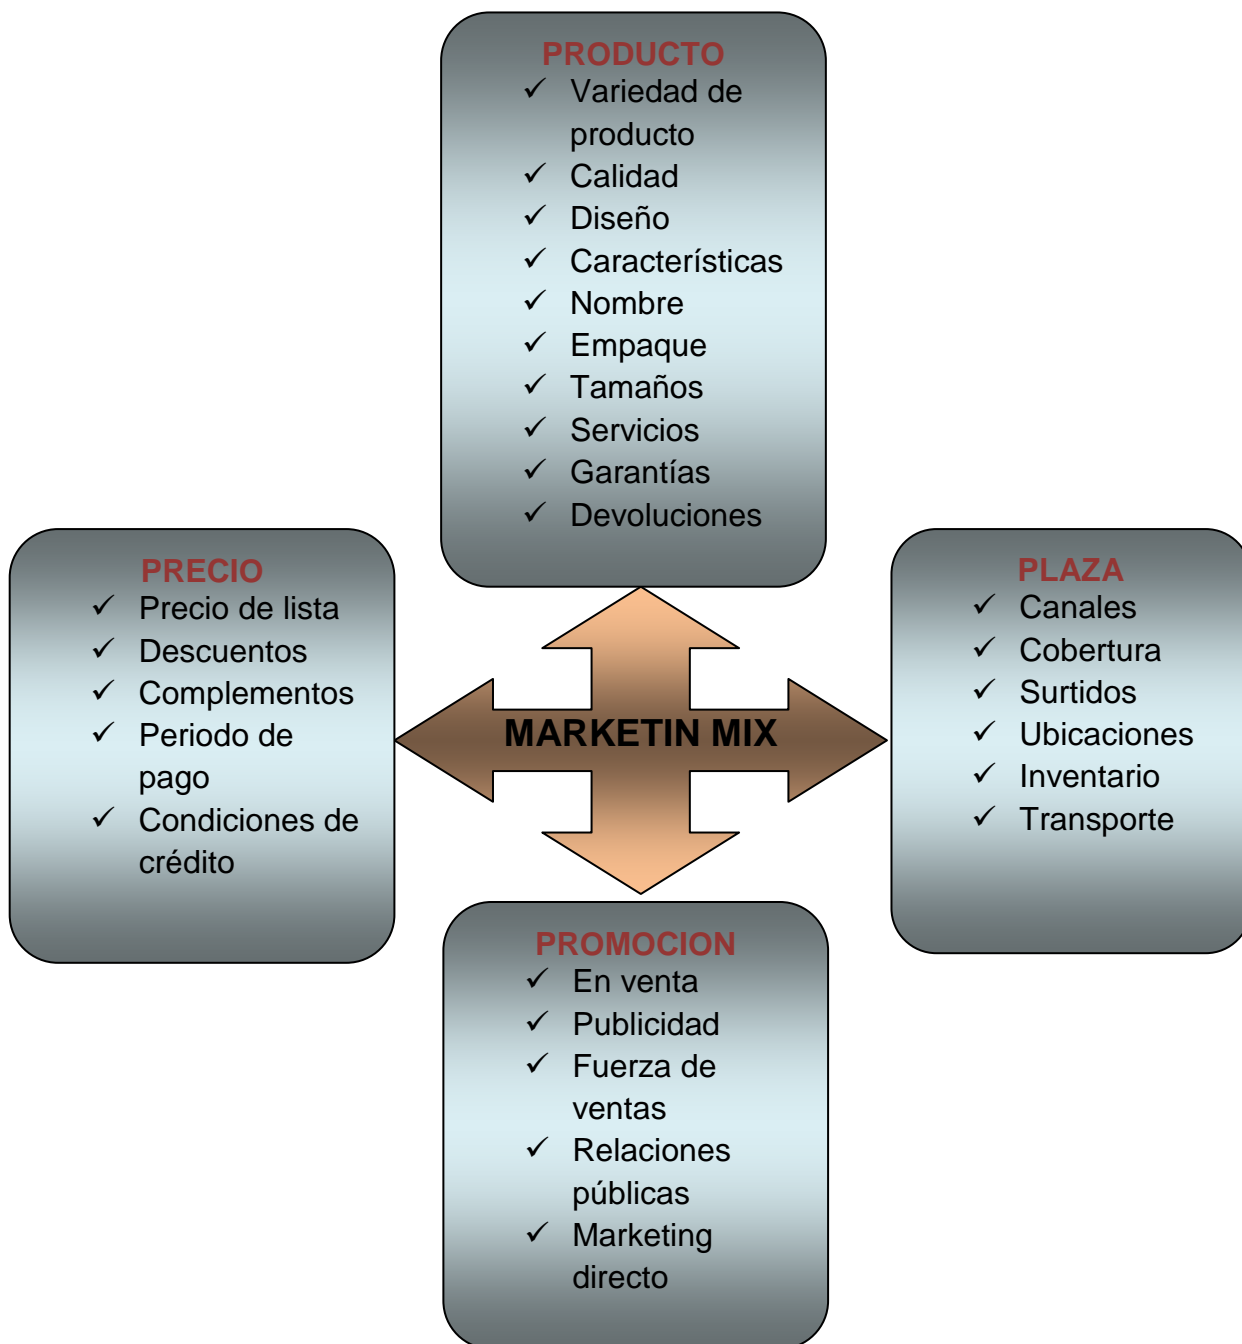 PRODUCTO
✓ Variedad de
producto
✓ Calidad
✓ Diseño
✓ Características
✓ Nombre
✓ Empaque
✓ Tamaños
✓ Servicios
✓ Garantías
✓ Devoluciones
PRECIO
✓ Precio de lista
✓ Descuentos
✓ Complementos
✓ Periodo de
pago
✓ Condiciones de
crédito
MARKETIN MIX
PLAZA
✓ Canales
✓ Cobertura
✓ Surtidos
✓ Ubicaciones
✓ Inventario
✓ Transporte
PROMOCION
✓ En venta
✓ Publicidad
✓ Fuerza de
ventas
✓ Relaciones
públicas
✓ Marketing
directo